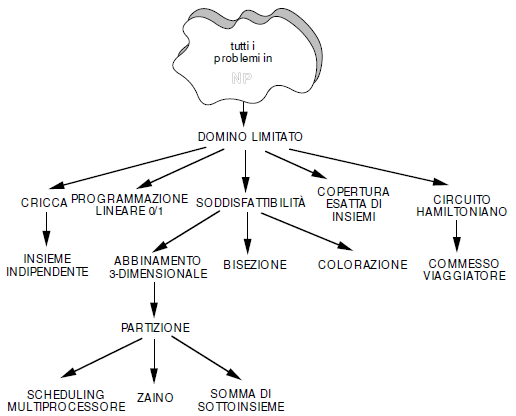 tutti i
problemi in
NP
DOMINO LIMITATO
CRICCA
PROGRAMMAZIONE
LINEARE 0/1
SODDISFATTIBILITÀ
COPERTURA
ESATTA DI
INSIEMI
CIRCUITO
HAMILTONIANO
INSIEME
INDIPENDENTE
ABBINAMENTO
3-DIMENSIONALE
BISEZIONE
COLORAZIONE
COMMESSO
VIAGGIATORE
PARTIZIONE
SCHEDULING
MULTIPROCESSORE
ZAINO
SOMMA DI
SOTTOINSIEME